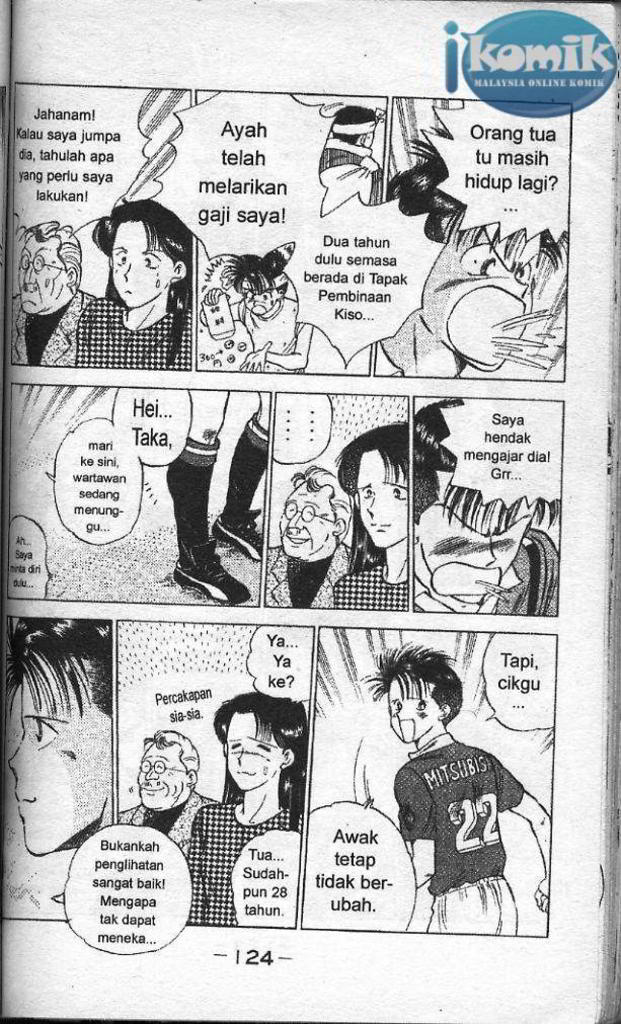 ikomik
MALAYSIA ONLINE KOMIK
Orang tua
tu masih
hidup lagi?
...
Dua tahun
dulu semasa
berada di Tapak
Pembinaan
Kiso...
Ayah
telah
melarikan
gaji saya!
Jahanam!
Kalau saya jumpa
dia, tahulah apa
yang perlu saya
lakukan!
Saya
hendak
mengajar dia!
Grr...
Hei...
Taka,
mari
ke sini,
wartawan
sedang
menung-
gu...
Ah...
Saya
minta diri
dulu...
Tapi,
cikgu
...
MITSUBIS
22
Awak
tetap
tidak ber-
ubah.
Ya...
Ya
ke?
Tua...
Sudah-
pun 28
tahun.
Percakapan
sia-sia.
Bukankah
penglihatan
sangat baik!
Mengapa
tak dapat
meneka...
-124-